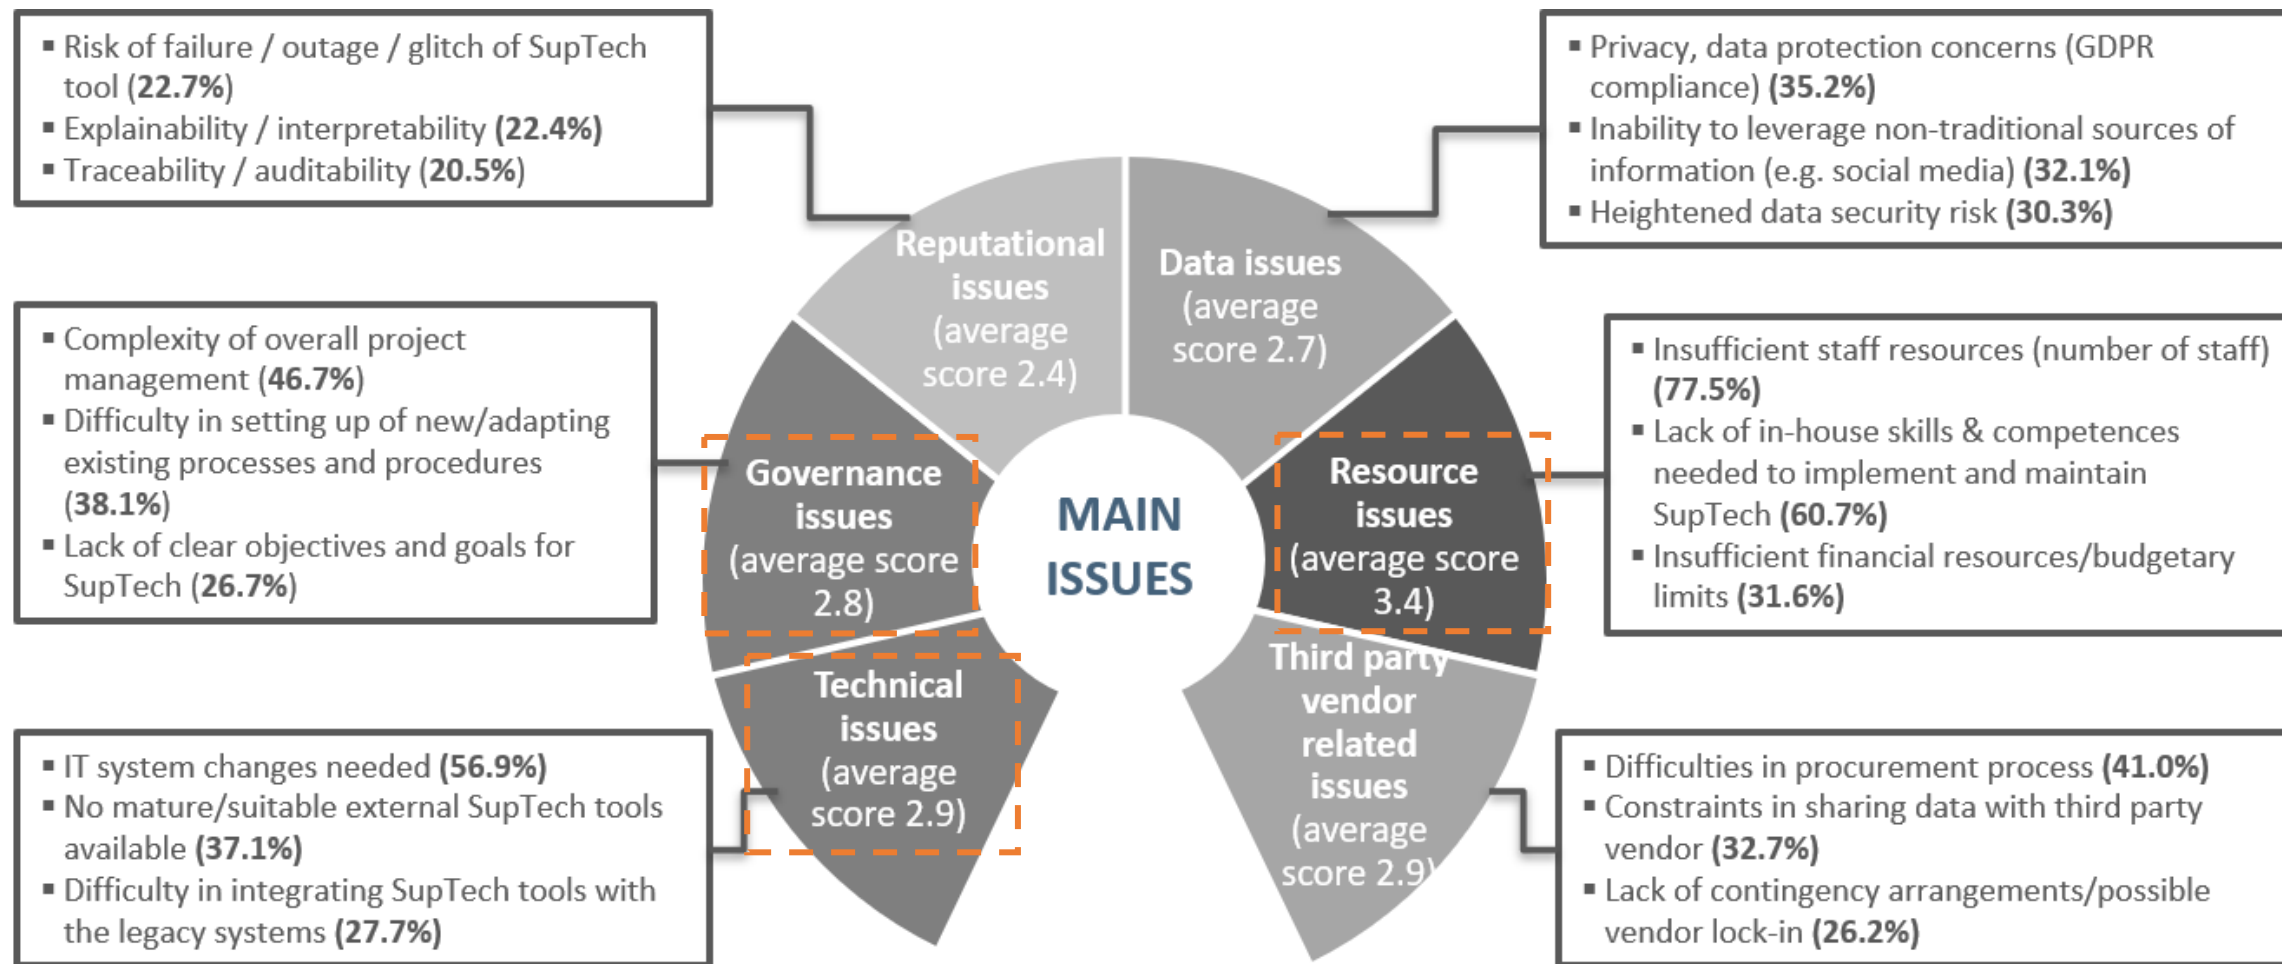 ▪ Risk of failure / outage / glitch of SupTech
tool (22.7%)
▪ Explainability / interpretability (22.4%)
▪ Traceability / auditability (20.5%)
▪ Privacy, data protection concerns (GDPR
compliance) (35.2%)
▪ Inability to leverage non-traditional sources of
information (e.g. social media) (32.1%)
▪ Heightened data security risk (30.3%)
Reputational
issues
(average
score 2.4)
Data issues
(average
score 2.7)
▪ Complexity of overall project
management (46.7%)
▪ Difficulty in setting up of new/adapting
existing processes and procedures
(38.1%)
▪ Lack of clear objectives and goals for
SupTech (26.7%)
Governance
issues
(average score
2.8)
MAIN
ISSUES
Resource
issues
(average score
3.4)
▪ Insufficient staff resources (number of staff)
(77.5%)
▪ Lack of in-house skills & competences
needed to implement and maintain
SupTech (60.7%)
▪ Insufficient financial resources/budgetary
limits (31.6%)
▪ IT system changes needed (56.9%)
▪ No mature/suitable external SupTech tools
available (37.1%)
▪ Difficulty in integrating SupTech tools with
the legacy systems (27.7%)
Technical
issues
(average
score 2.9)
Third party
vendor
related
issues
(average
score 2.9)
▪ Difficulties in procurement process (41.0%)
▪ Constraints in sharing data with third party
vendor (32.7%)
▪ Lack of contingency arrangements/possible
vendor lock-in (26.2%)